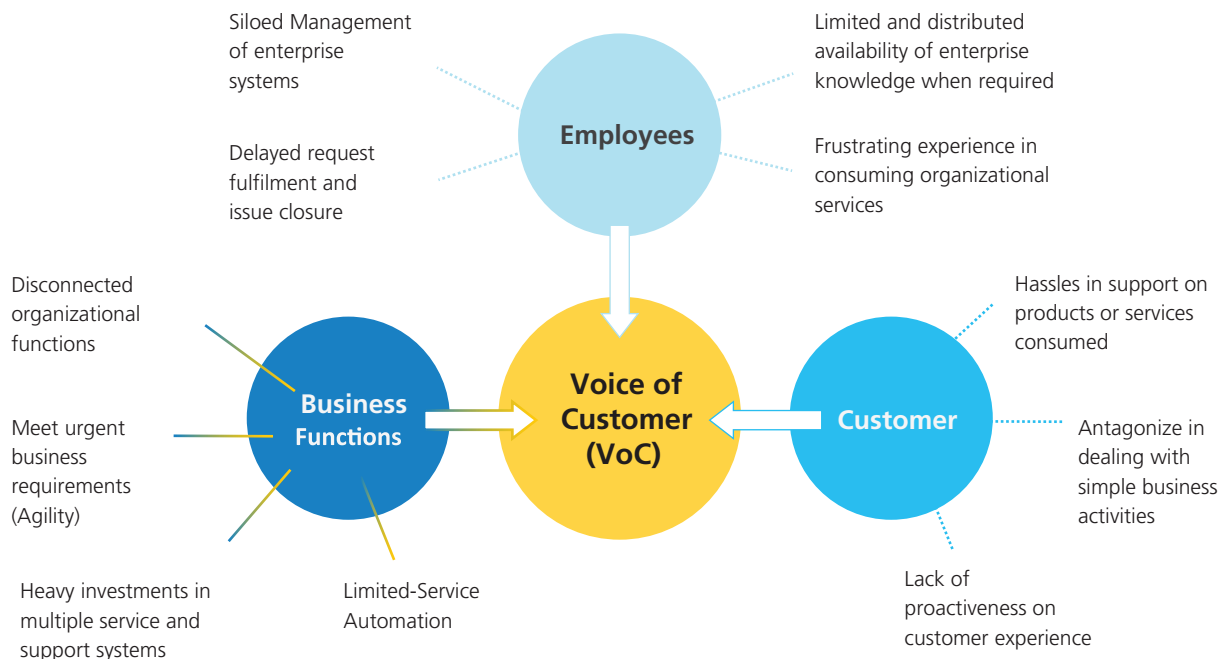 Siloed Management
of enterprise
systems
Limited and distributed
availability of enterprise
knowledge when required
Employees
Delayed request
fulfilment and
issue closure
Frustrating experience in
consuming organizational
services
Disconnected
organizational
functions
Hassles in support on
products or services
consumed
Business
Functions
Voice of
Customer
(VoC)
Customer
Meet urgent
business
requirements
(Agility)
Antagonize in
dealing with
simple business
activities
Heavy investments in
multiple service and
support systems
Limited-Service
Automation
Lack of
proactiveness on
customer experience